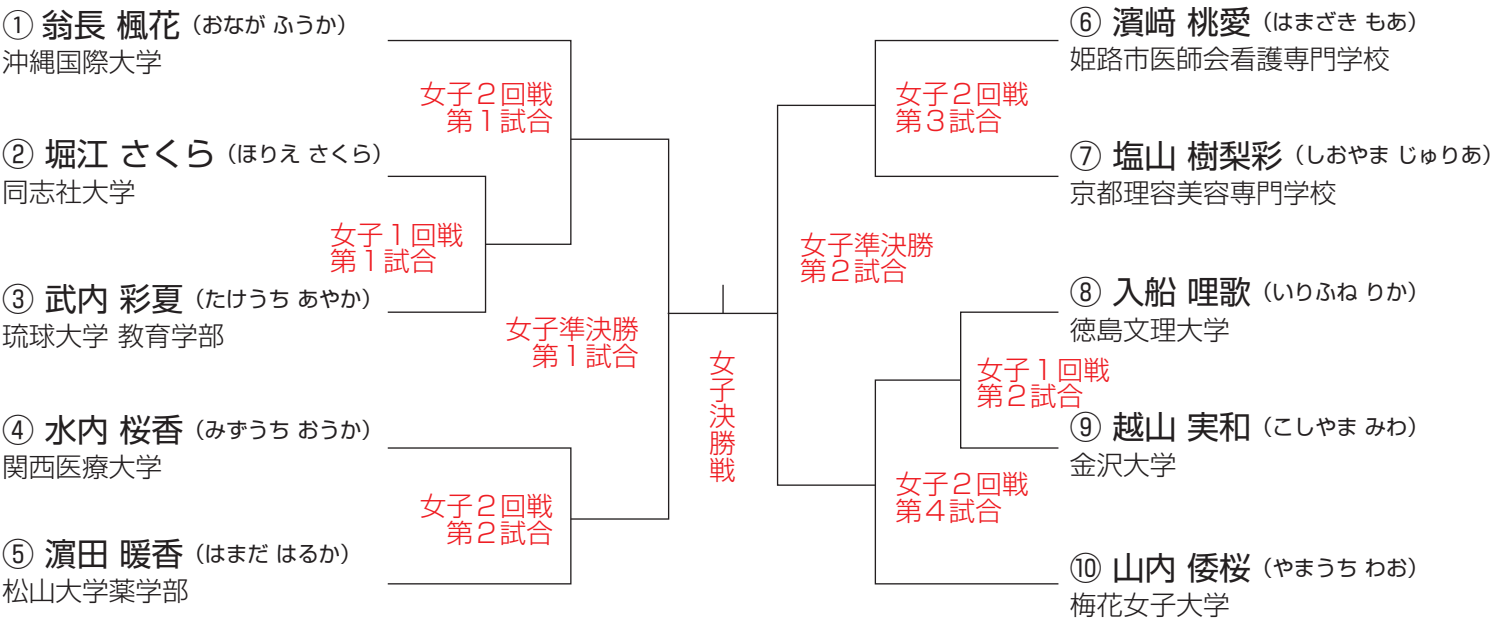 ① 翁長 楓花（おなが ふうか）
沖縄国際大学
女子２回戦
第１試合
② 堀江 さくら（ほりえ さくら）
同志社大学
女子１回戦
第１試合
③ 武内 彩夏（たけうち あやか）
琉球大学 教育学部
女子準決勝
第１試合
④ 水内 桜香（みずうち おうか）
関西医療大学
女子２回戦
第２試合
⑤ 濵田 暖香（はまだ はるか）
松山大学薬学部
女子決勝戦
⑥ 濱﨑 桃愛（はまざき もあ）
姫路市医師会看護専門学校
女子２回戦
第３試合
⑦ 塩山 樹梨彩（しおやま じゅりあ）
京都理容美容専門学校
女子準決勝
第２試合
⑧ 入船 哩歌（いりふね りか）
徳島文理大学
女子１回戦
第２試合
⑨ 越山 実和（こしやま みわ）
金沢大学
女子２回戦
第４試合
⑩ 山内 倭桜（やまうち わお）
梅花女子大学